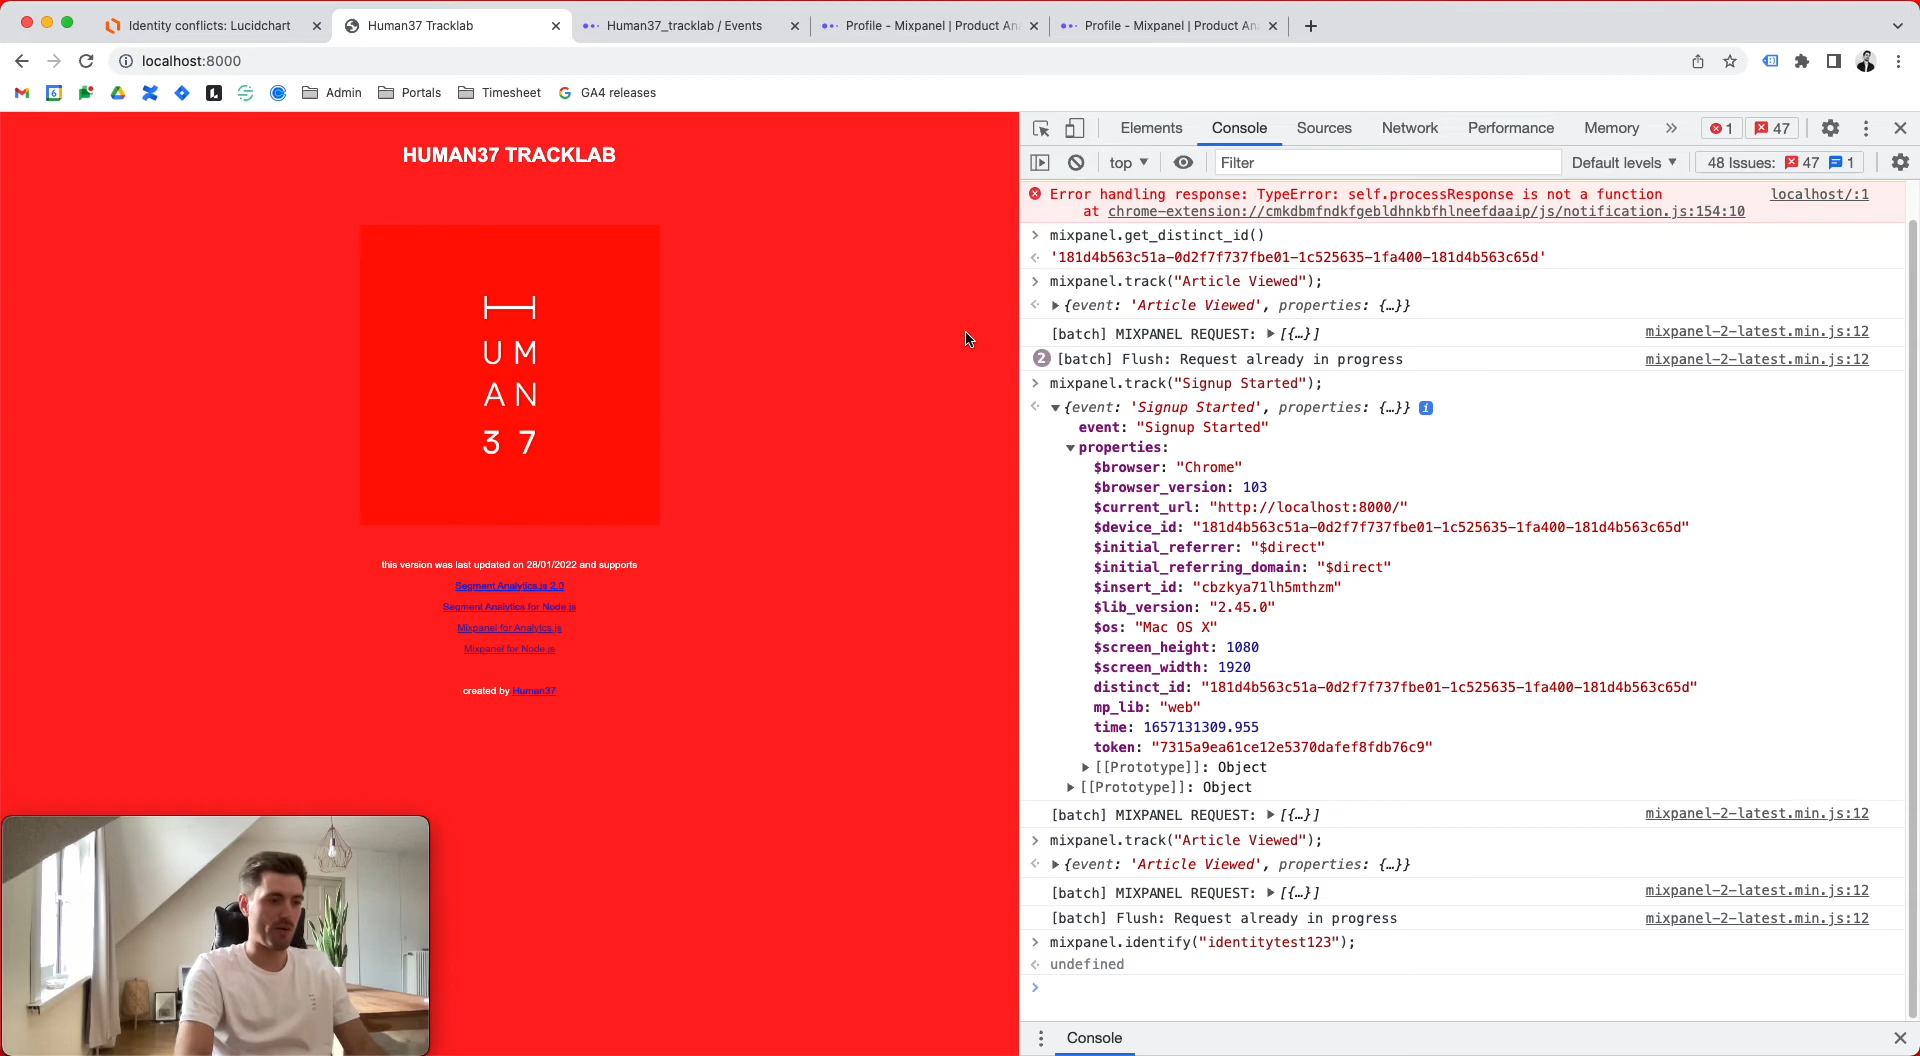 Identity conflicts: Lucidchart
Human37 Tracklab
Human37_tracklab / Events
Profile - Mixpanel | Product An
Profile - Mixpanel | Product An
localhost:8000
Admin
Portals
Timesheet
GA4 releases
HUMAN37 TRACKLAB
UM
AN
37
this version was last updated on 28/01/2022 and supports
Segment Analytics.js 2.0
Segment Analytics for Node.js
Mixpanel for Analytcs.js
Mixpanel for Node.js
created by Human37
Elements Console Sources Network Performance Memory 1 47
top Filter Default levels 48 Issues: 47 1
Error handling response: TypeError: self.processResponse is not a function localhost/:1
at chrome-extension://cmkdbmfndkfgebldhnkbfhlneefdaaip/js/notification.js:154:10
mixpanel.get_distinct_id()
'181d4b563c51a-0d2f7f737fbe01-1c525635-1fa400-181d4b563c65d'
mixpanel.track("Article Viewed");
{event: 'Article Viewed', properties: {…}}
[batch] MIXPANEL REQUEST: [{…}] mixpanel-2-latest.min.js:12
2 [batch] Flush: Request already in progress mixpanel-2-latest.min.js:12
mixpanel.track("Signup Started");
{event: 'Signup Started', properties: {…}} i
event: "Signup Started"
properties:
$browser: "Chrome"
$browser_version: 103
$current_url: "http://localhost:8000/"
$device_id: "181d4b563c51a-0d2f7f737fbe01-1c525635-1fa400-181d4b563c65d"
$initial_referrer: "$direct"
$initial_referring_domain: "$direct"
$insert_id: "cbzkya71lh5mthzm"
$lib_version: "2.45.0"
$os: "Mac OS X"
$screen_height: 1080
$screen_width: 1920
distinct_id: "181d4b563c51a-0d2f7f737fbe01-1c525635-1fa400-181d4b563c65d"
mp_lib: "web"
time: 1657131309.955
token: "7315a9ea61ce12e5370dafef8fdb76c9"
[[Prototype]]: Object
[[Prototype]]: Object
[batch] MIXPANEL REQUEST: [{…}] mixpanel-2-latest.min.js:12
mixpanel.track("Article Viewed");
{event: 'Article Viewed', properties: {…}}
[batch] MIXPANEL REQUEST: [{…}] mixpanel-2-latest.min.js:12
[batch] Flush: Request already in progress mixpanel-2-latest.min.js:12
mixpanel.identify("identitytest123");
undefined
Console